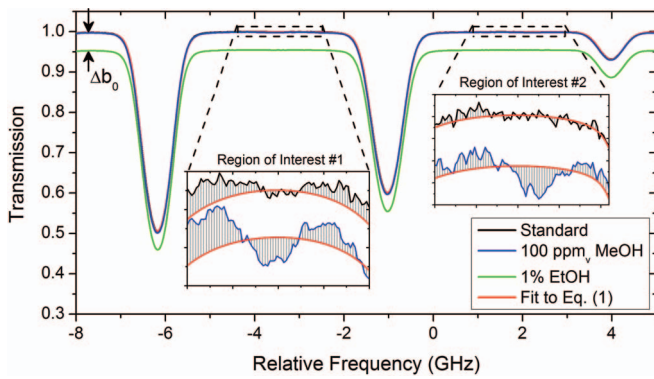 1.0
0.9
0.8
0.7
0.6
0.5
0.4
0.3
Transmission
Δb₀
Region of Interest #1
Region of Interest #2
Standard
100 ppmᵥ MeOH
1% EtOH
Fit to Eq. (1)
-8
-6
-4
-2
0
2
4
Relative Frequency (GHz)